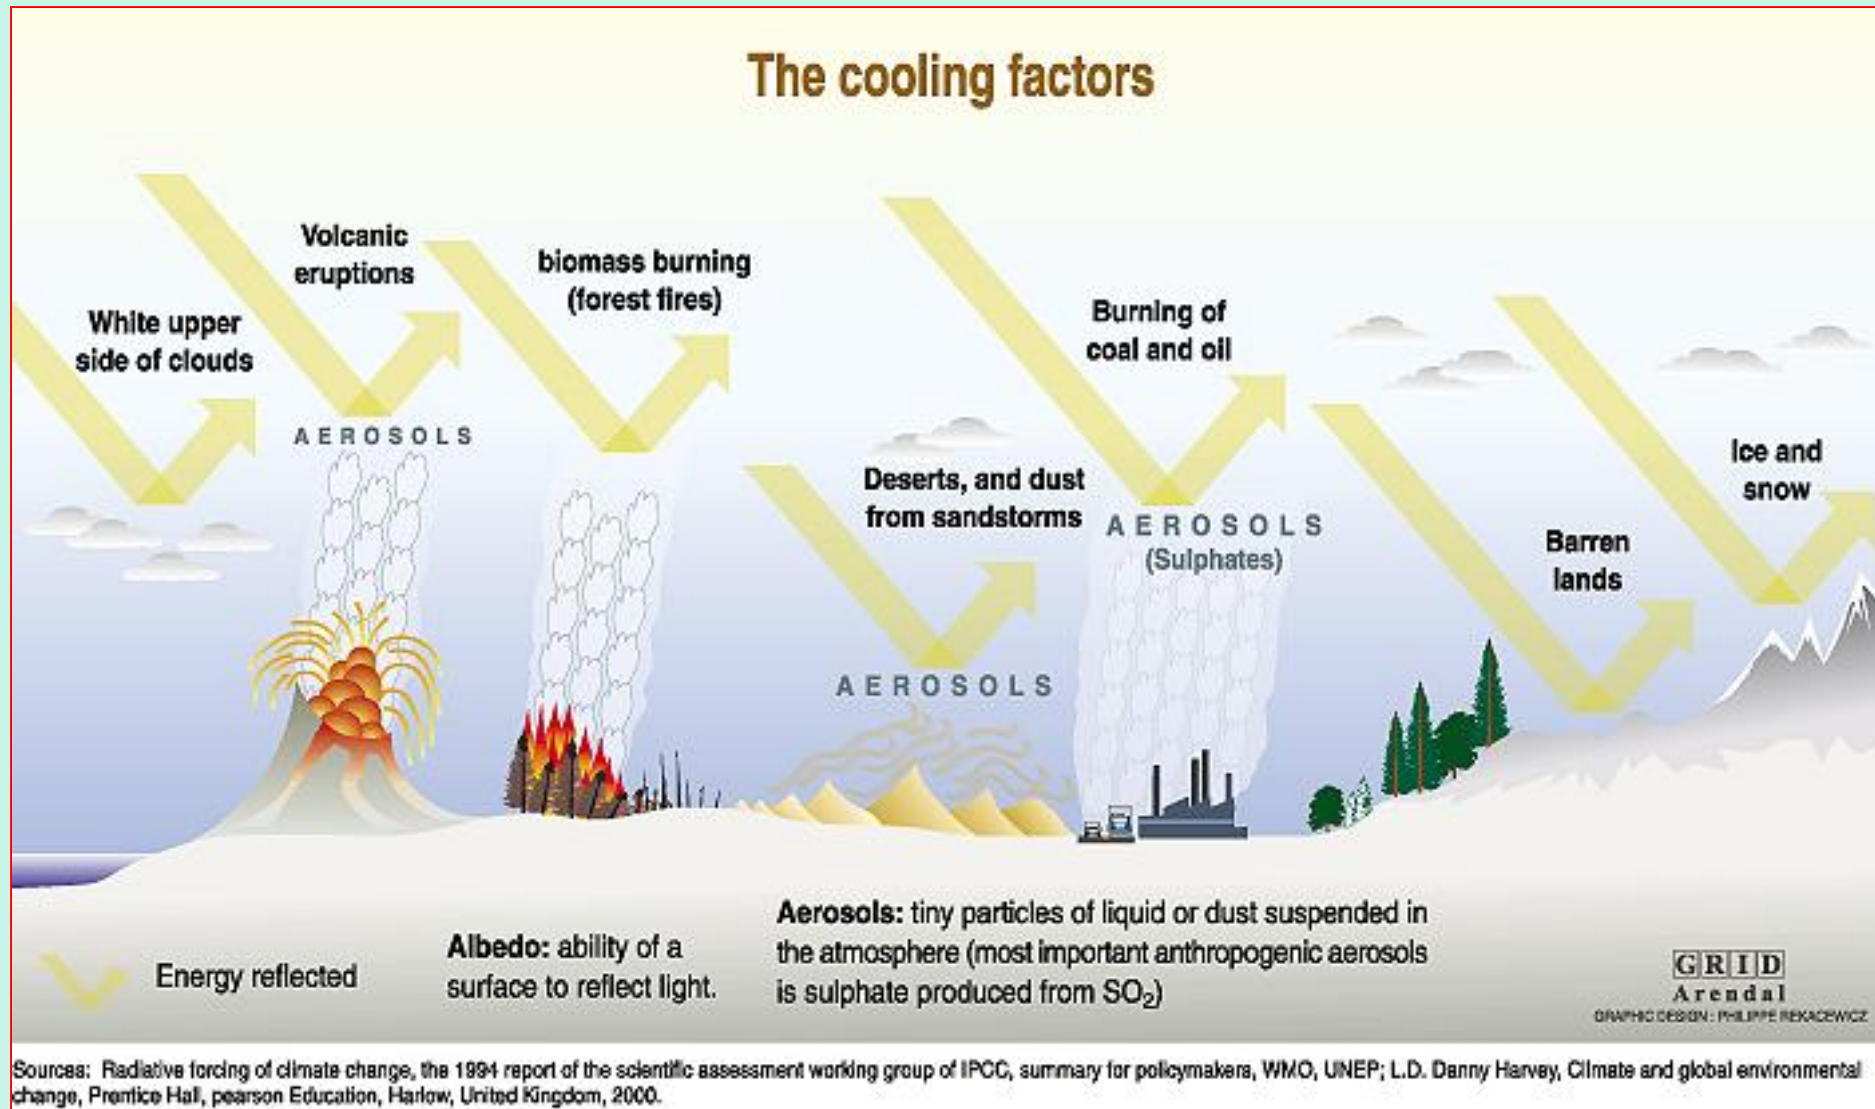 The cooling factors
White upper
side of clouds
Volcanic
eruptions
AEROSOLS
biomass burning
(forest fires)
Deserts, and dust
from sandstorms
AEROSOLS
Burning of
coal and oil
AEROSOLS
(Sulphates)
Barren
lands
Ice and
snow
Energy reflected
Albedo: ability of a
surface to reflect light.
Aerosols: tiny particles of liquid or dust suspended in
the atmosphere (most important anthropogenic aerosols
is sulphate produced from SO₂)
GRID
Arendal
GRAPHIC DESIGN : PHILIPPE REKACEWICZ
Sources: Radiative forcing of climate change, the 1994 report of the scientific assessment working group of IPCC, summary for policymakers, WMO, UNEP; L.D. Danny Harvey, Climate and global environmental
change, Prentice Hall, pearson Education, Harlow, United Kingdom, 2000.